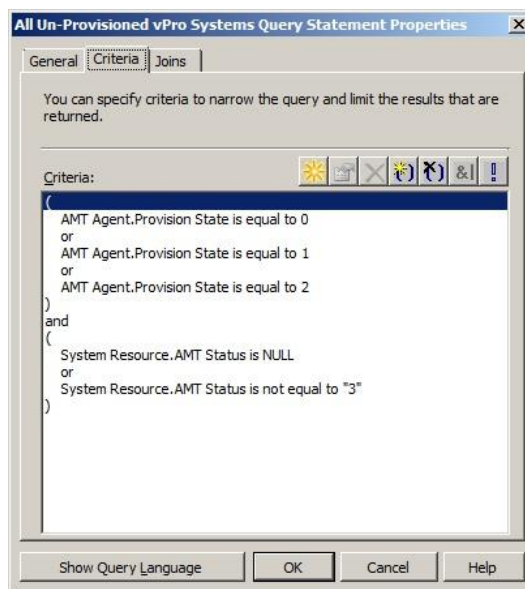 All Un-Provisioned vPro Systems Query Statement Properties
General Criteria Joins
You can specify criteria to narrow the query and limit the results that are
returned.
Criteria:
(
AMT Agent.Provision State is equal to 0
or
AMT Agent.Provision State is equal to 1
or
AMT Agent.Provision State is equal to 2
)
and
(
System Resource.AMT Status is NULL
or
System Resource.AMT Status is not equal to "3"
)
Show Query Language OK Cancel Help